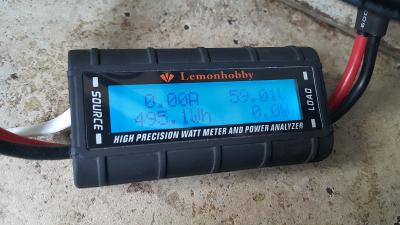 Lemonhobby
SOURCE
0.00A 59.01V
495.1Wh 0.0W
LOAD
HIGH PRECISION WATT METER AND POWER ANALYZER